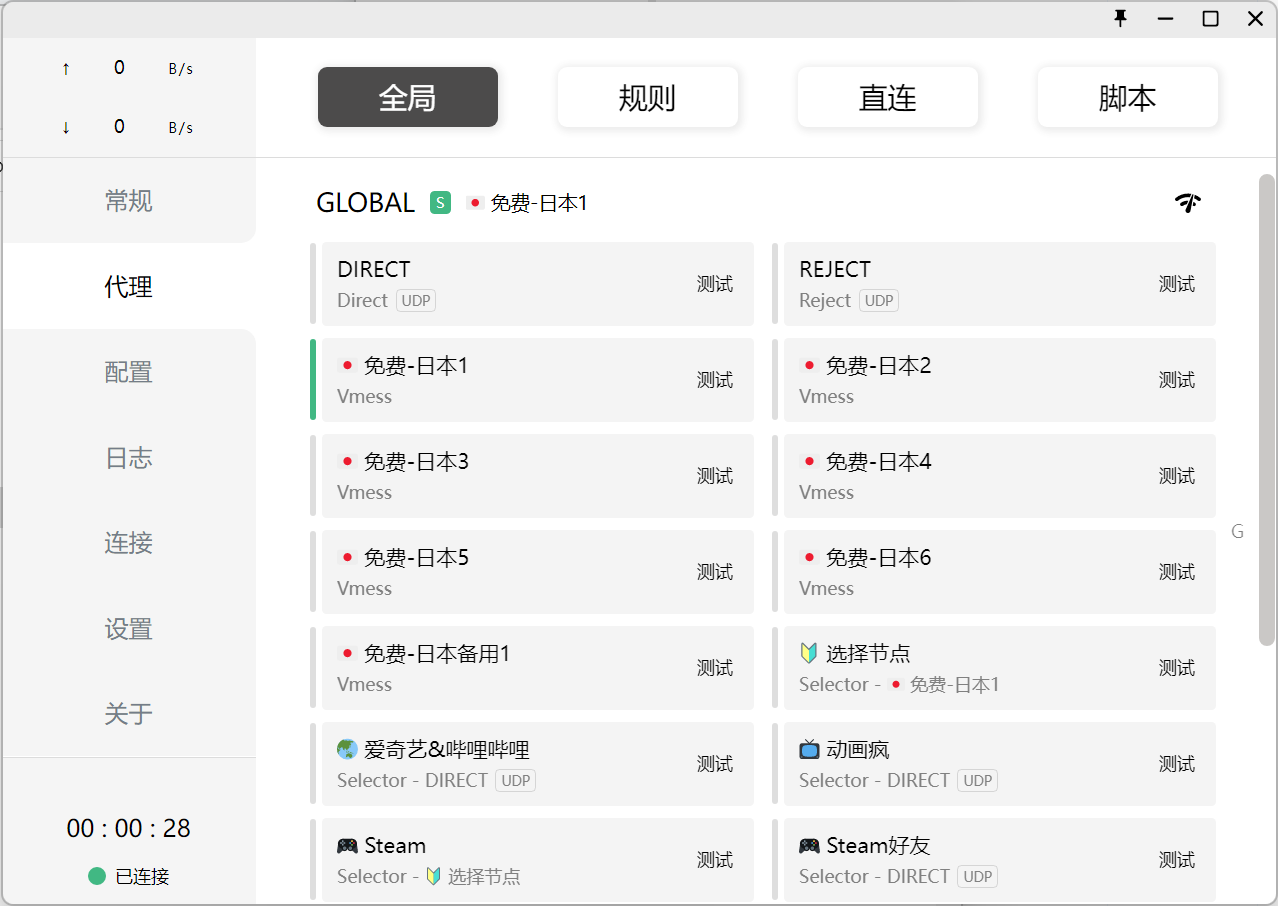 ↑ 0 B/s
↓ 0 B/s
常规
代理
配置
日志
连接
设置
关于
00 : 00 : 28
已连接
全局 规则 直连 脚本
GLOBAL S 免费-日本1
DIRECT
Direct UDP
测试
REJECT
Reject UDP
测试
免费-日本1
Vmess
测试
免费-日本2
Vmess
测试
免费-日本3
Vmess
测试
免费-日本4
Vmess
测试
免费-日本5
Vmess
测试
免费-日本6
Vmess
测试
免费-日本备用1
Vmess
测试
选择节点
Selector - 免费-日本1
测试
爱奇艺&哔哩哔哩
Selector - DIRECT UDP
测试
动画疯
Selector - DIRECT UDP
测试
Steam
Selector - 选择节点
测试
Steam好友
Selector - DIRECT UDP
测试
G